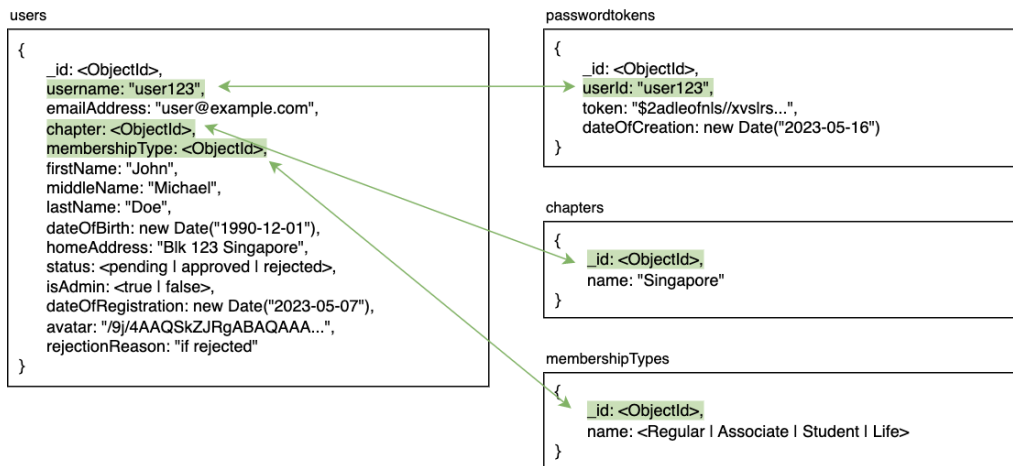 users
{
_id: <ObjectId>,
username: "user123",
emailAddress: "user@example.com",
chapter: <ObjectId>,
membershipType: <ObjectId>,
firstName: "John",
middleName: "Michael",
lastName: "Doe",
dateOfBirth: new Date("1990-12-01"),
homeAddress: "Blk 123 Singapore",
status: <pending | approved | rejected>,
isAdmin: <true | false>,
dateOfRegistration: new Date("2023-05-07"),
avatar: "/9j/4AAQSkZJRgABAQAAA...",
rejectionReason: "if rejected"
}
passwordtokens
{
_id: <ObjectId>,
userId: "user123",
token: "$2adleofnls//xvslrs...",
dateOfCreation: new Date("2023-05-16")
}
chapters
{
_id: <ObjectId>,
name: "Singapore"
}
membershipTypes
{
_id: <ObjectId>,
name: <Regular | Associate | Student | Life>
}